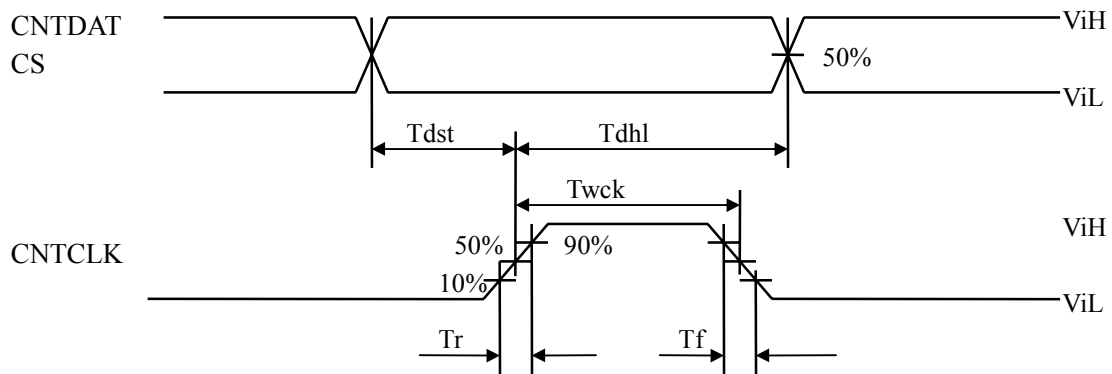 CNTDAT
CS
ViH
50%
ViL
Tdst
Tdhl
Twck
ViH
50%
90%
CNTCLK
10%
ViL
Tr
Tf